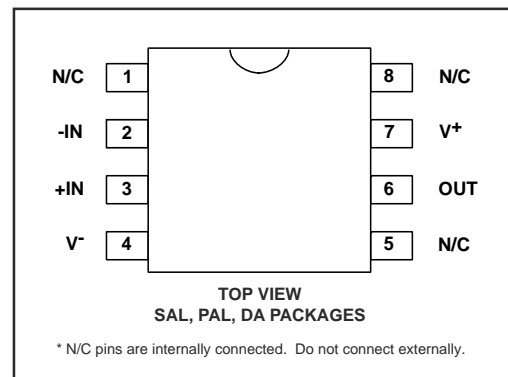 N/C 1 8 N/C
-IN 2 7 V+
+IN 3 6 OUT
V- 4 5 N/C
TOP VIEW
SAL, PAL, DA PACKAGES
* N/C pins are internally connected. Do not connect externally.